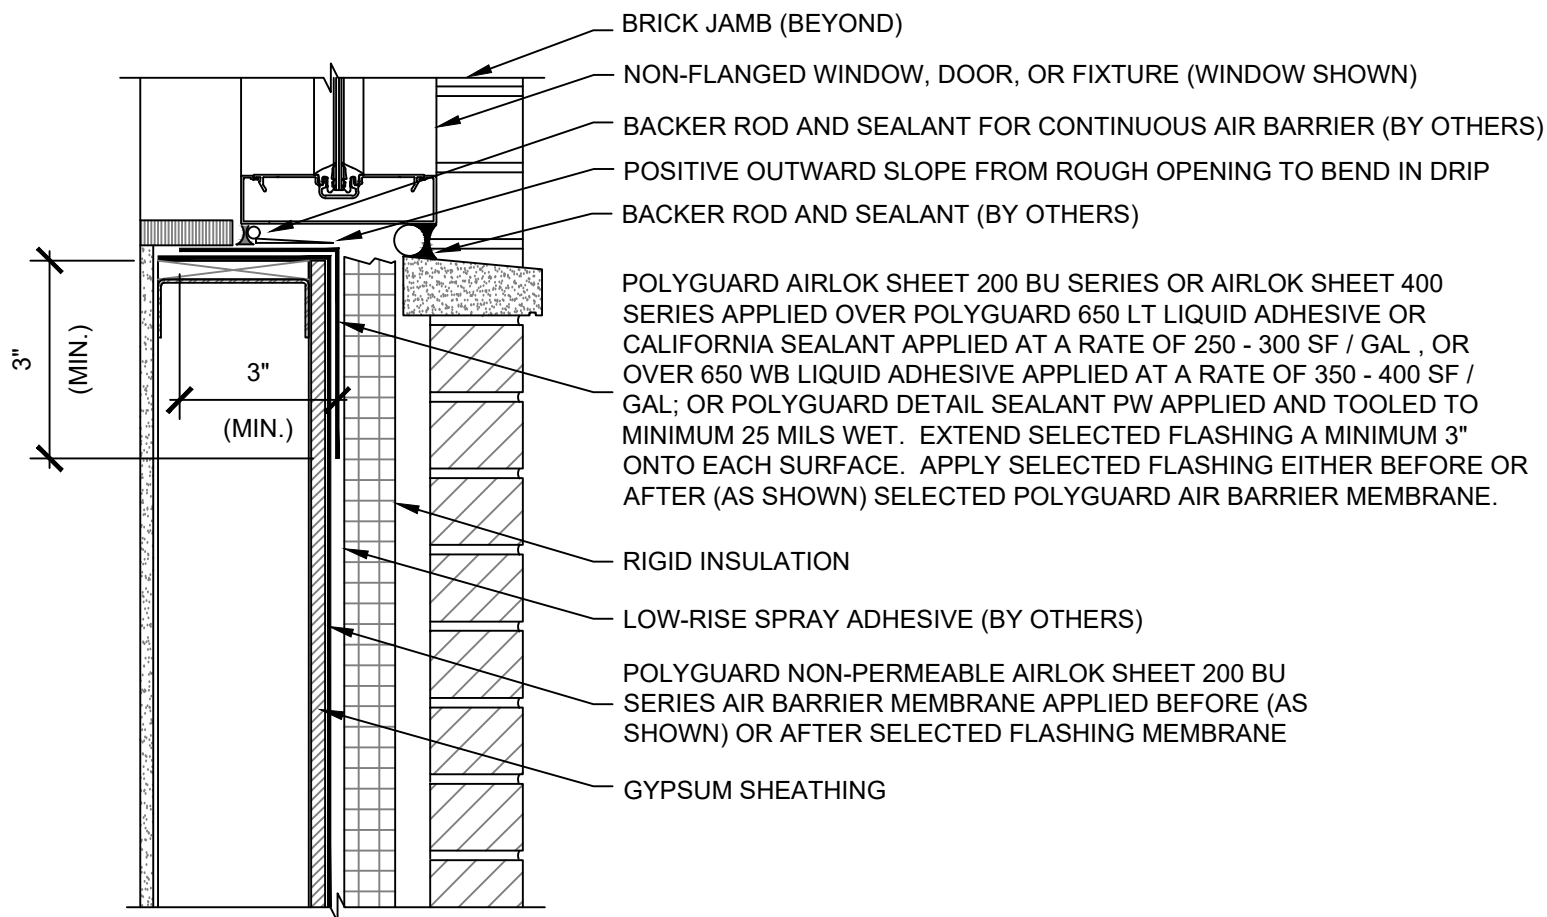 BRICK JAMB (BEYOND)
NON-FLANGED WINDOW, DOOR, OR FIXTURE (WINDOW SHOWN)
BACKER ROD AND SEALANT FOR CONTINUOUS AIR BARRIER (BY OTHERS)
POSITIVE OUTWARD SLOPE FROM ROUGH OPENING TO BEND IN DRIP
BACKER ROD AND SEALANT (BY OTHERS)
POLYGUARD AIRLOK SHEET 200 BU SERIES OR AIRLOK SHEET 400
SERIES APPLIED OVER POLYGUARD 650 LT LIQUID ADHESIVE OR
CALIFORNIA SEALANT APPLIED AT A RATE OF 250 - 300 SF / GAL , OR
OVER 650 WB LIQUID ADHESIVE APPLIED AT A RATE OF 350 - 400 SF /
GAL; OR POLYGUARD DETAIL SEALANT PW APPLIED AND TOOLED TO
MINIMUM 25 MILS WET.  EXTEND SELECTED FLASHING A MINIMUM 3"
ONTO EACH SURFACE.  APPLY SELECTED FLASHING EITHER BEFORE OR
AFTER (AS SHOWN) SELECTED POLYGUARD AIR BARRIER MEMBRANE.
3"
(MIN.)
3"
(MIN.)
RIGID INSULATION
LOW-RISE SPRAY ADHESIVE (BY OTHERS)
POLYGUARD NON-PERMEABLE AIRLOK SHEET 200 BU
SERIES AIR BARRIER MEMBRANE APPLIED BEFORE (AS
SHOWN) OR AFTER SELECTED FLASHING MEMBRANE
GYPSUM SHEATHING